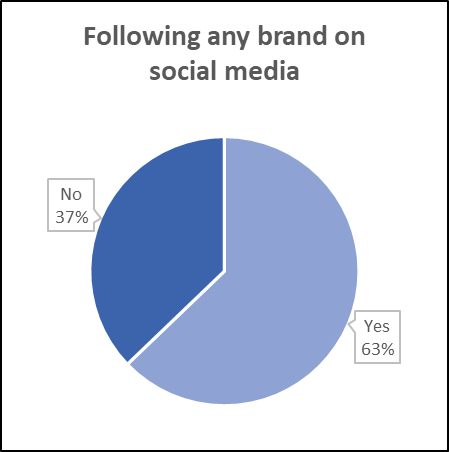 Following any brand on
social media
No
37%
Yes
63%